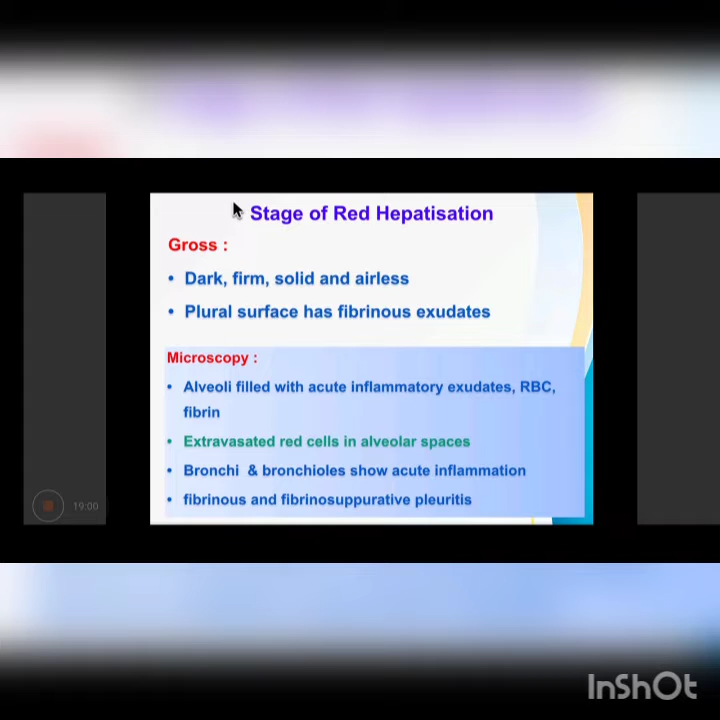 Stage of Red Hepatisation
Gross :
• Dark, firm, solid and airless
• Plural surface has fibrinous exudates
Microscopy :
• Alveoli filled with acute inflammatory exudates, RBC,
fibrin
• Extravasated red cells in alveolar spaces
• Bronchi & bronchioles show acute inflammation
• fibrinous and fibrinosuppurative pleuritis
19:00
InShOt